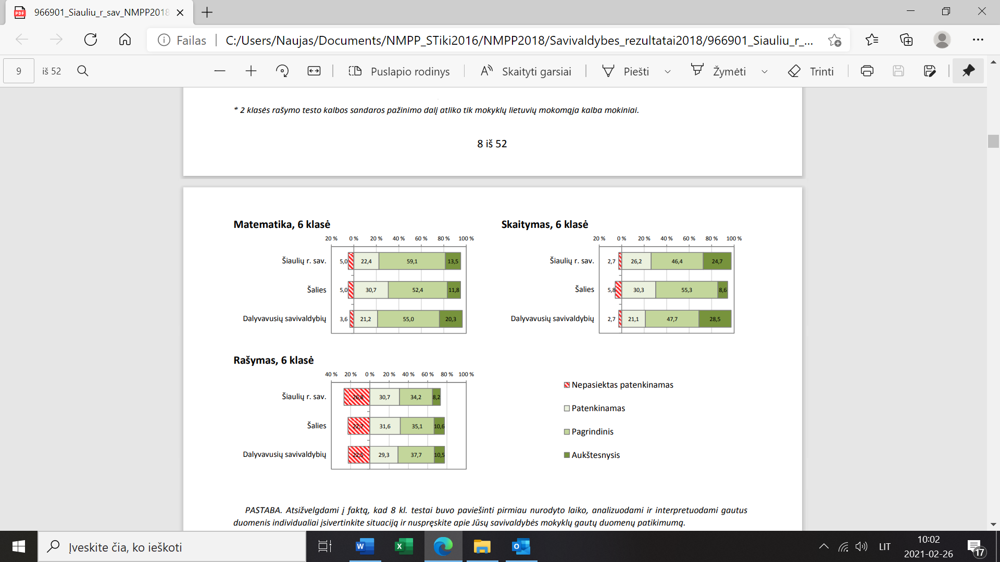 966901_Siauliu_r_sav_NMPP2018
Failas
C:/Users/Naujas/Documents/NMPP_STiki2016/NMPP2018/Savivaldybes_rezultatai2018/966901_Siauliu_r_...
9 iš 52
Puslapio rodinys
Skaityti garsiai
Piešti
Žymėti
Trinti
* 2 klasės rašymo testo kalbos sandaros pažinimo dalį atliko tik mokyklų lietuvių mokomąja kalba mokiniai.
8 iš 52
Matematika, 6 klasė
20 % 0 % 20 % 40 % 60 % 80 % 100 %
Šiaulių r. sav. 5,0 22,4 59,1 13,5
Šalies 5,0 30,7 52,4 11,8
Dalyvavusių savivaldybių 3,6 21,2 55,0 20,3
Skaitymas, 6 klasė
20 % 0 % 20 % 40 % 60 % 80 % 100 %
Šiaulių r. sav. 2,7 26,2 46,4 24,7
Šalies 5,8 30,3 55,3 8,6
Dalyvavusių savivaldybių 2,7 21,1 47,7 28,5
Rašymas, 6 klasė
40 % 20 % 0 % 20 % 40 % 60 % 80 % 100 %
Šiaulių r. sav. 26,8 30,7 34,2 8,2
Šalies 22,7 31,6 35,1 10,6
Dalyvavusių savivaldybių 22,5 29,3 37,7 10,5
Nepasiektas patenkinamas
Patenkinamas
Pagrindinis
Aukštesnysis
PASTABA. Atsižvelgdami į faktą, kad 8 kl. testai buvo paviešinti pirmiau nurodyto laiko, analizuodami ir interpretuodami gautus
duomenis individualiai įsivertinkite situaciją ir nuspręskite apie Jūsų savivaldybės mokyklų gautų duomenų patikimumą.
Įveskite čia, ko ieškoti
LIT
10:02
2021-02-26
17